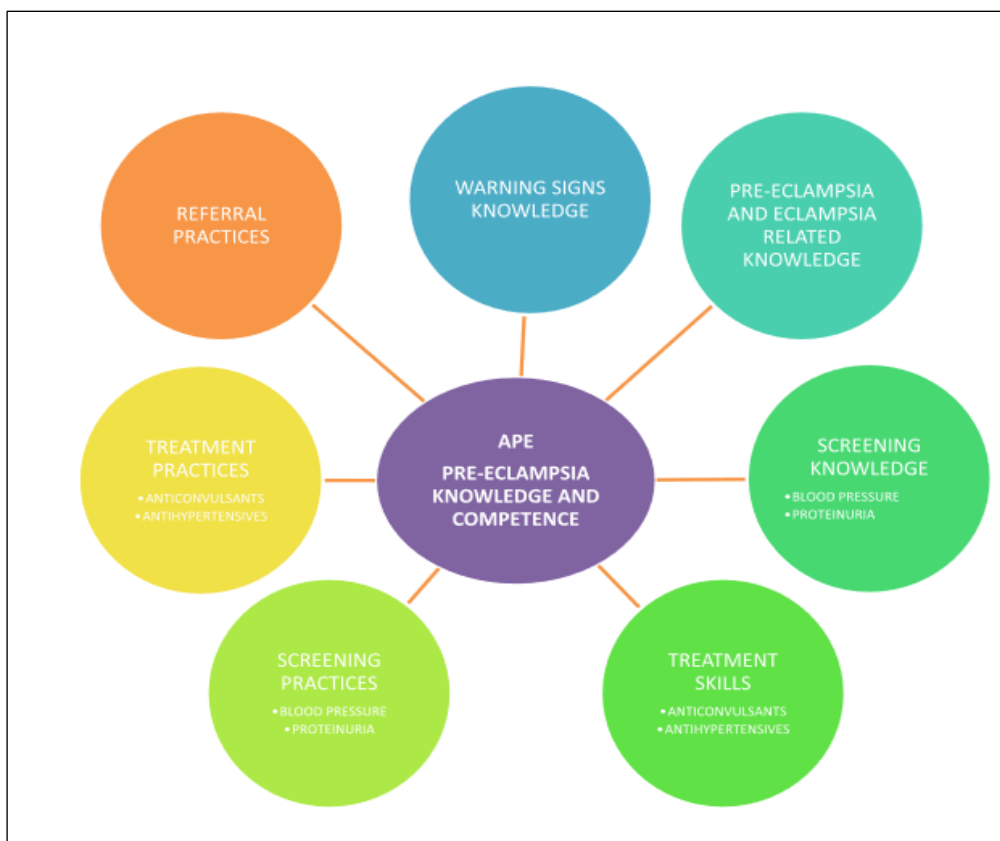 WARNING SIGNS
KNOWLEDGE
PRE-ECLAMPSIA
AND ECLAMPSIA
RELATED
KNOWLEDGE
SCREENING
KNOWLEDGE
• BLOOD PRESSURE
• PROTEINURIA
TREATMENT
SKILLS
• ANTICONVULSANTS
• ANTIHYPERTENSIVES
SCREENING
PRACTICES
• BLOOD PRESSURE
• PROTEINURIA
TREATMENT
PRACTICES
• ANTICONVULSANTS
• ANTIHYPERTENSIVES
REFERRAL
PRACTICES
APE
PRE-ECLAMPSIA
KNOWLEDGE AND
COMPETENCE